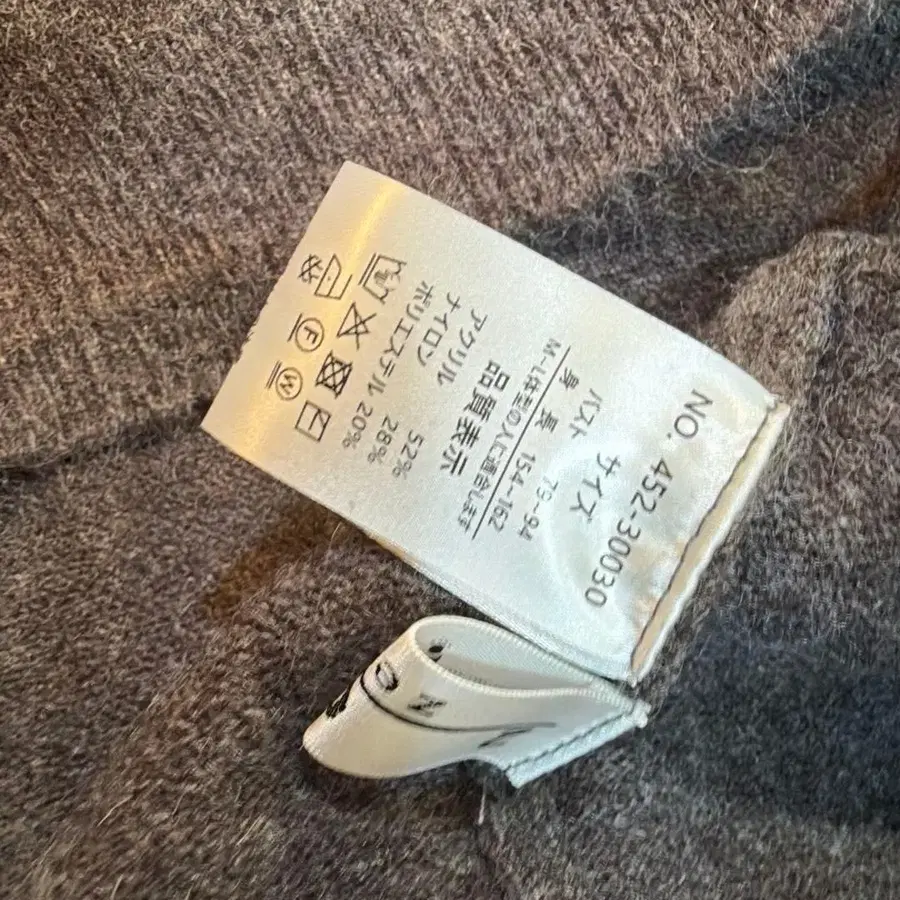 NO. 452-30030
サイズ
バスト 79~94
身長 154~162
M-L体型の人に適合します
品質表示
アクリル 52%
ナイロン 28%
ポリエステル 20%
F
W